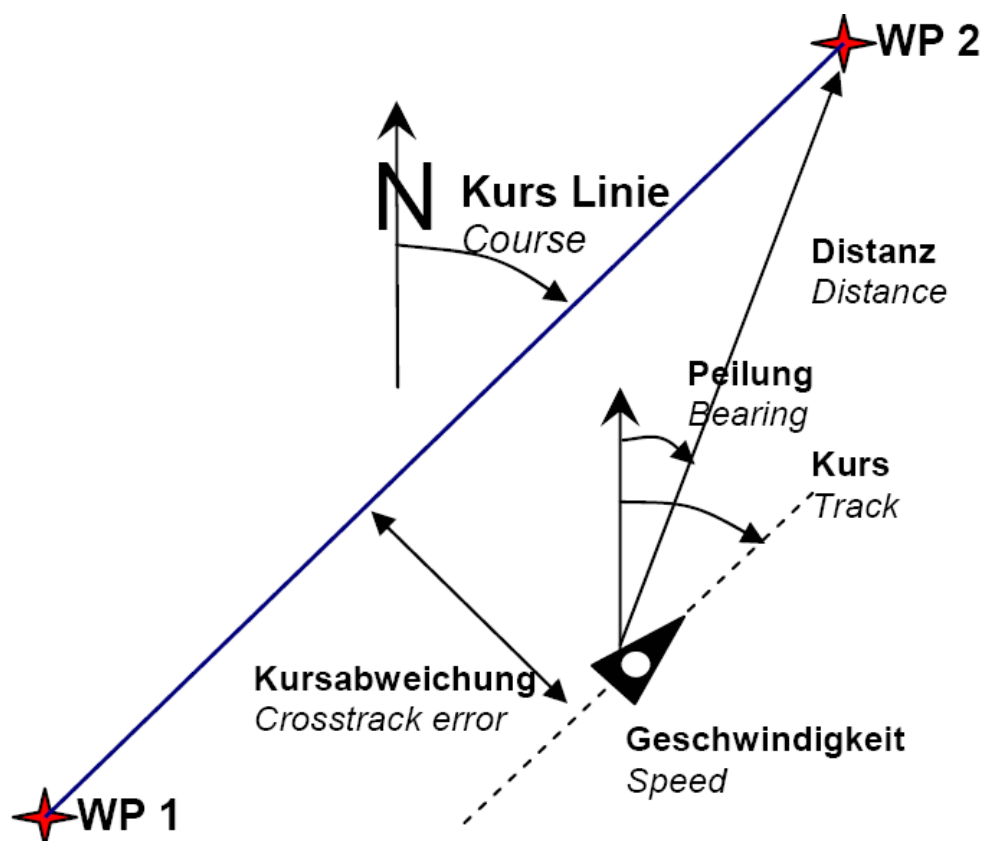 WP 2
N
Kurs Linie
Course
Distanz
Distance
Peilung
Bearing
Kurs
Track
Kursabweichung
Crosstrack error
Geschwindigkeit
Speed
WP 1